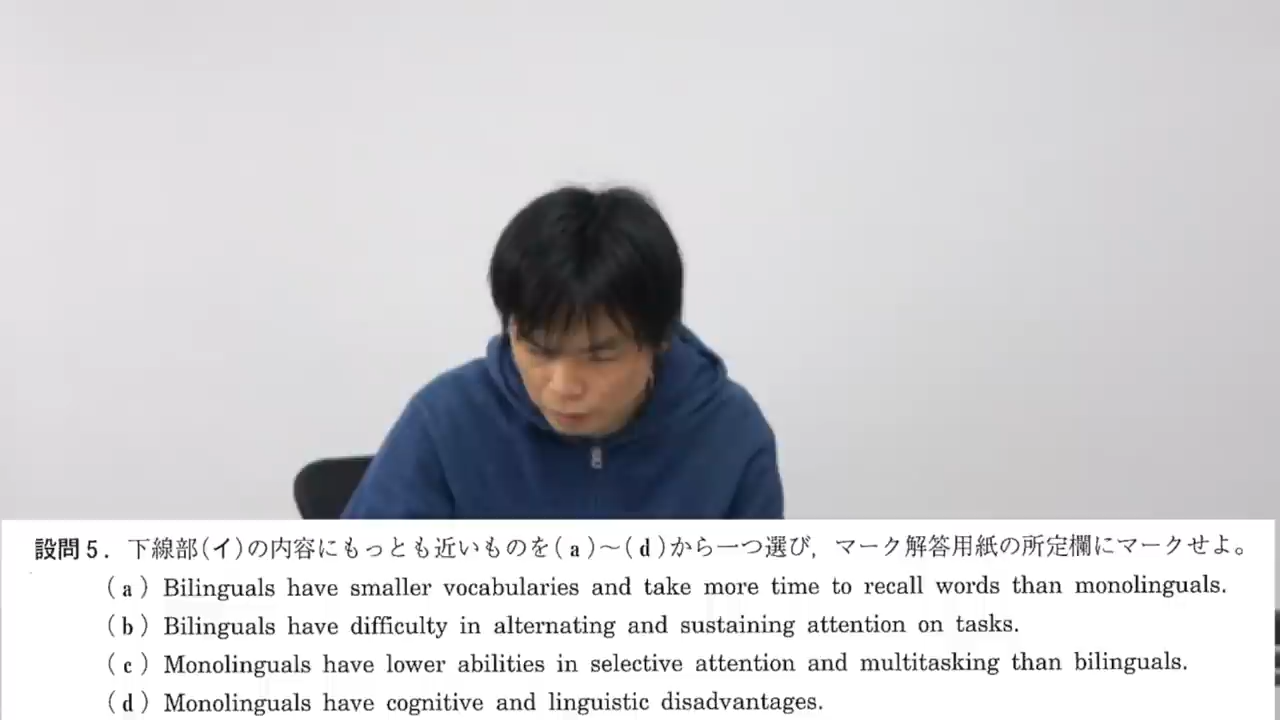 設問5. 下線部(イ)の内容にもっとも近いものを(a)～(d)から一つ選び，マーク解答用紙の所定欄にマークせよ。
(a) Bilinguals have smaller vocabularies and take more time to recall words than monolinguals.
(b) Bilinguals have difficulty in alternating and sustaining attention on tasks.
(c) Monolinguals have lower abilities in selective attention and multitasking than bilinguals.
(d) Monolinguals have cognitive and linguistic disadvantages.